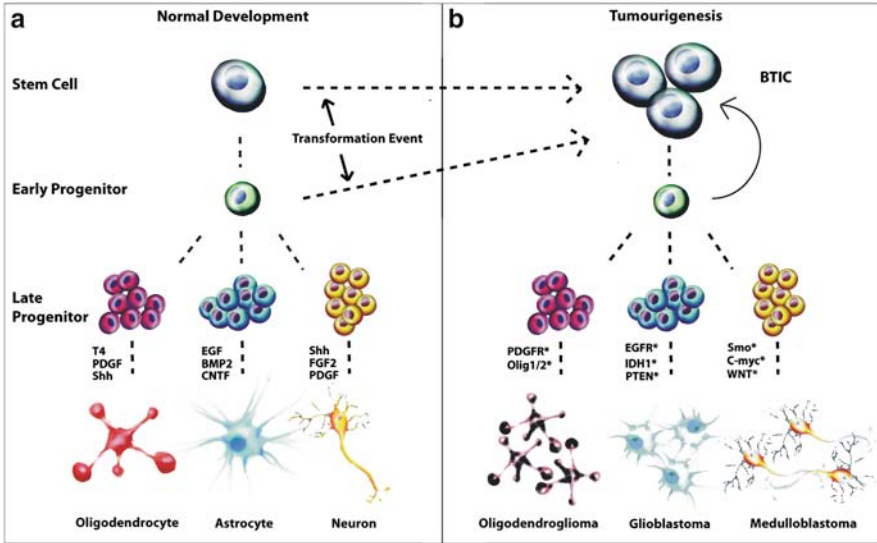 a
Normal Development
Stem Cell
Transformation Event
Early Progenitor
Late
Progenitor
T4
PDGF
Shh
EGF
BMP2
CNTF
Shh
FGF2
PDGF
Oligodendrocyte
Astrocyte
Neuron
b
Tumourigenesis
BTIC
PDGFR*
Olig1/2*
EGFR*
IDH1*
PTEN*
Smo*
C-myc*
WNT*
Oligodendroglioma
Glioblastoma
Medulloblastoma